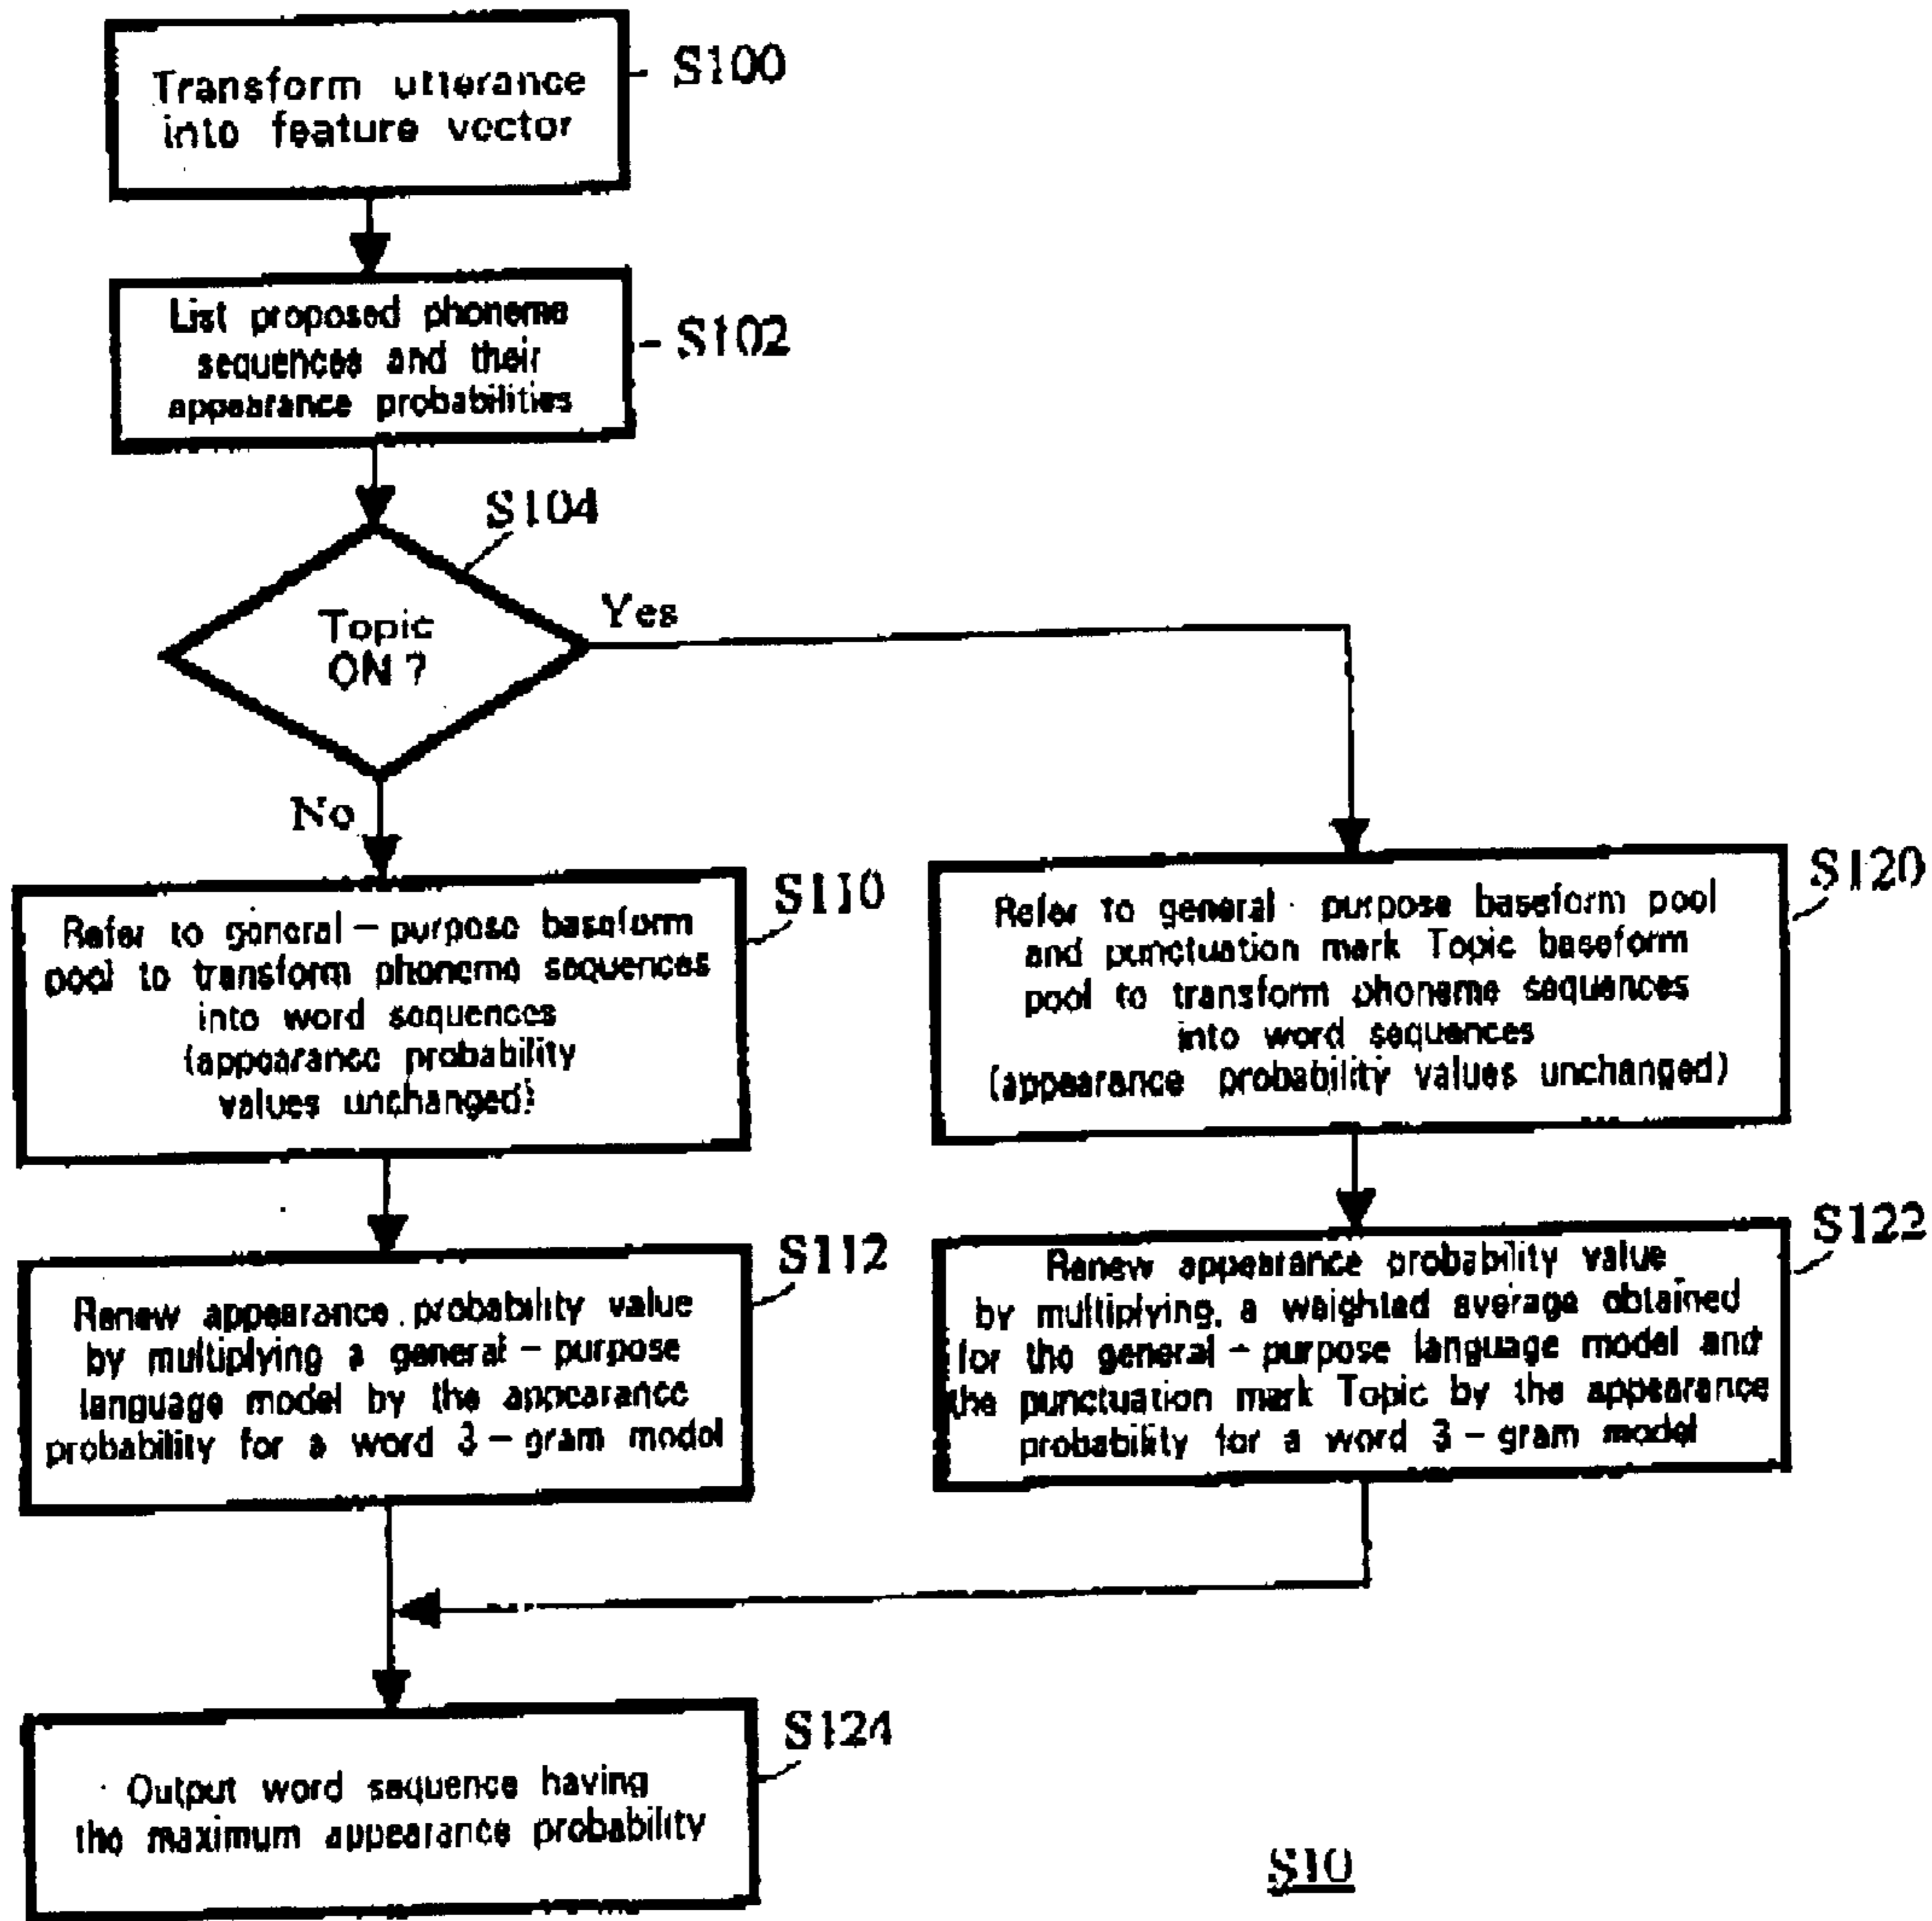 Transform utterance
into feature vector
S100
List proposed phoneme
sequences and their
appearance probabilities
S102
S104
Topic
ON ?
Yes
No
Refer to general - purpose baseform
pool to transform phoneme sequences
into word sequences
(appearance probability
values unchanged)
S110
Refer to general - purpose baseform pool
and punctuation mark Topic baseform
pool to transform phoneme sequences
into word sequences
(appearance probability values unchanged)
S120
Renew appearance probability value
by multiplying a general - purpose
language model by the appearance
probability for a word 3 - gram model
S112
Renew appearance probability value
by multiplying a weighted average obtained
for the general - purpose language model and
the punctuation mark Topic by the appearance
probability for a word 3 - gram model
S122
Output word sequence having
the maximum appearance probability
S124
S10